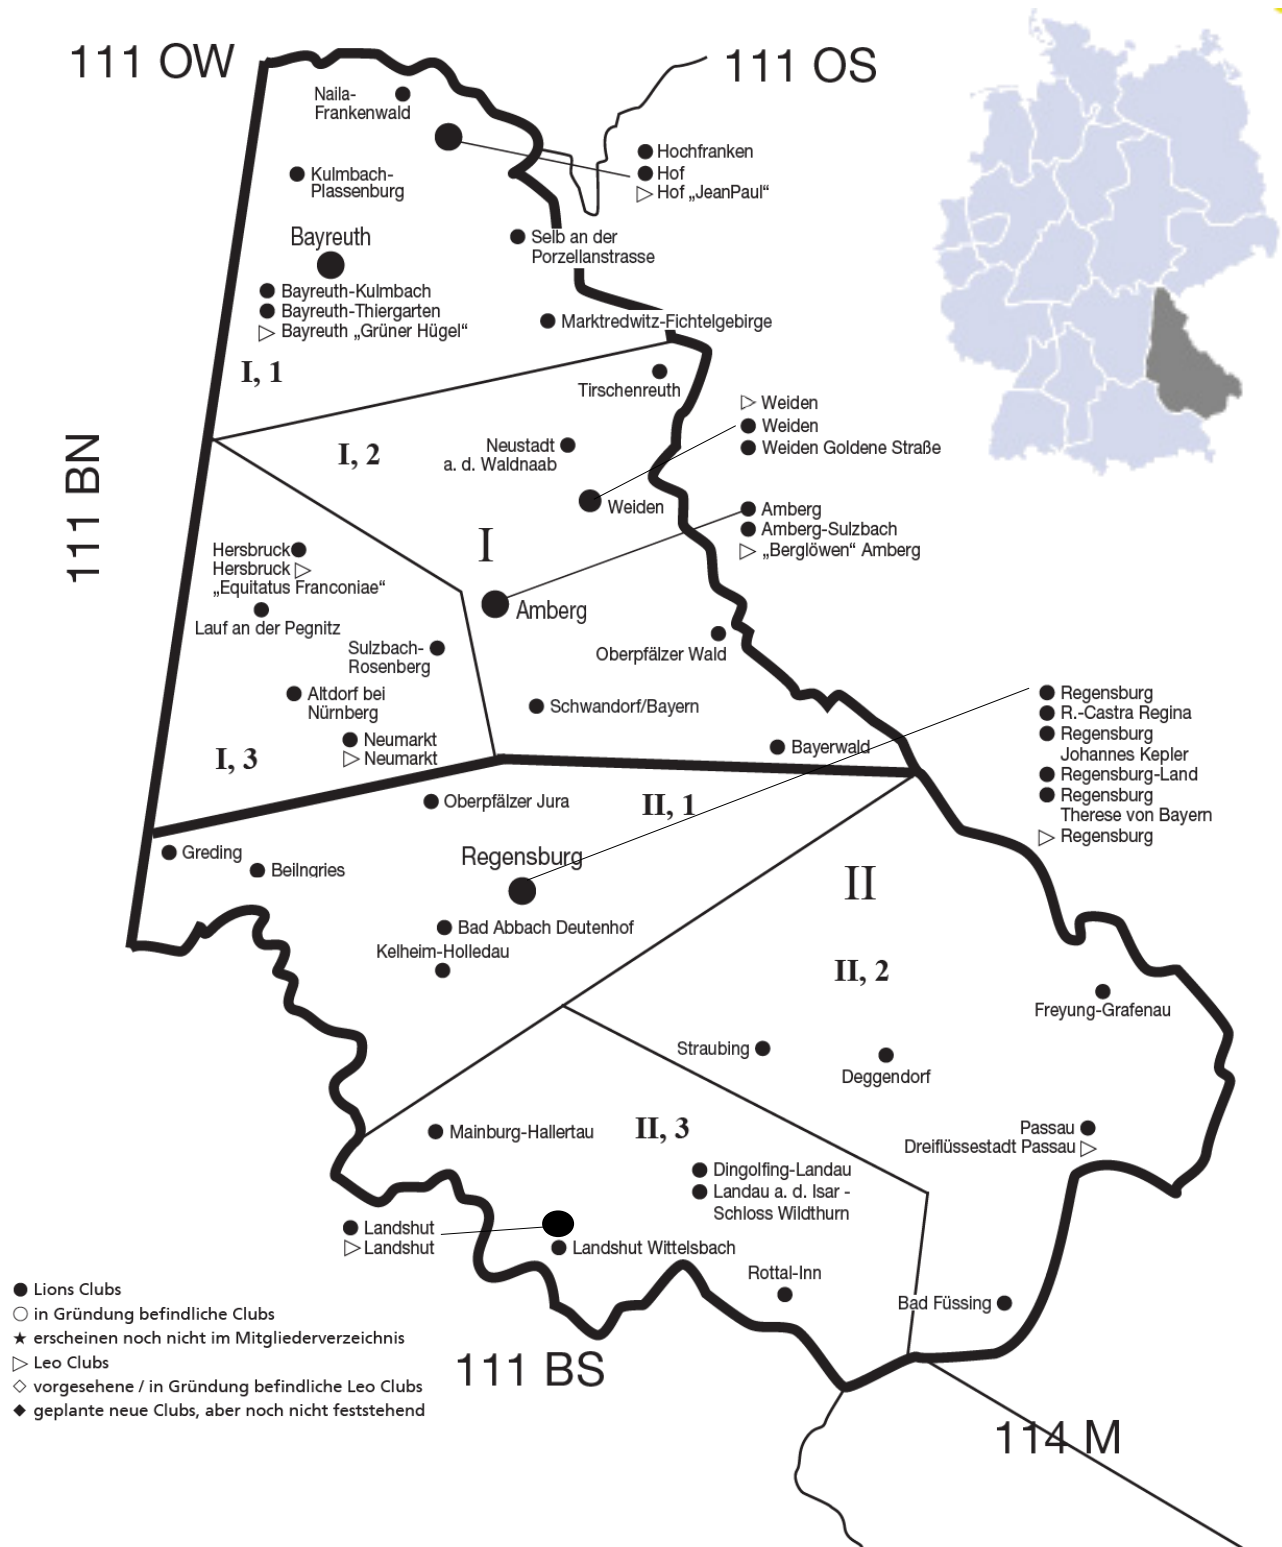 111 OW
111 OS
Naila-
Frankenwald
Hochfranken
Hof
Hof „JeanPaul“
Kulmbach-
Plassenburg
Bayreuth
Selb an der
Porzellanstrasse
Bayreuth-Kulmbach
Bayreuth-Thiergarten
Bayreuth „Grüner Hügel“
Marktredwitz-Fichtelgebirge
I, 1
Tirschenreuth
Weiden
Weiden
Weiden Goldene Straße
111 BN
I, 2
Neustadt
a. d. Waldnaab
Weiden
Amberg
Amberg-Sulzbach
„Berglöwen“ Amberg
I
Hersbruck
Hersbruck
„Equitatus Franconiae“
Lauf an der Pegnitz
Amberg
Sulzbach-
Rosenberg
Oberpfälzer Wald
Altdorf bei
Nürnberg
Schwandorf/Bayern
Neumarkt
Neumarkt
I, 3
Bayerwald
Regensburg
R.-Castra Regina
Regensburg
Johannes Kepler
Regensburg-Land
Regensburg
Therese von Bayern
Regensburg
Oberpfälzer Jura
II, 1
Greding
Beilngries
Regensburg
II
Bad Abbach Deutenhof
Kelheim-Holledau
II, 2
Freyung-Grafenau
Straubing
Deggendorf
Mainburg-Hallertau
II, 3
Passau
Dreiflüssestadt Passau
Dingolfing-Landau
Landau a. d. Isar -
Schloss Wildthurn
Landshut
Landshut
Landshut Wittelsbach
Rottal-Inn
Bad Füssing
Lions Clubs
in Gründung befindliche Clubs
erscheinen noch nicht im Mitgliederverzeichnis
Leo Clubs
vorgesehene / in Gründung befindliche Leo Clubs
geplante neue Clubs, aber noch nicht feststehend
111 BS
114 M